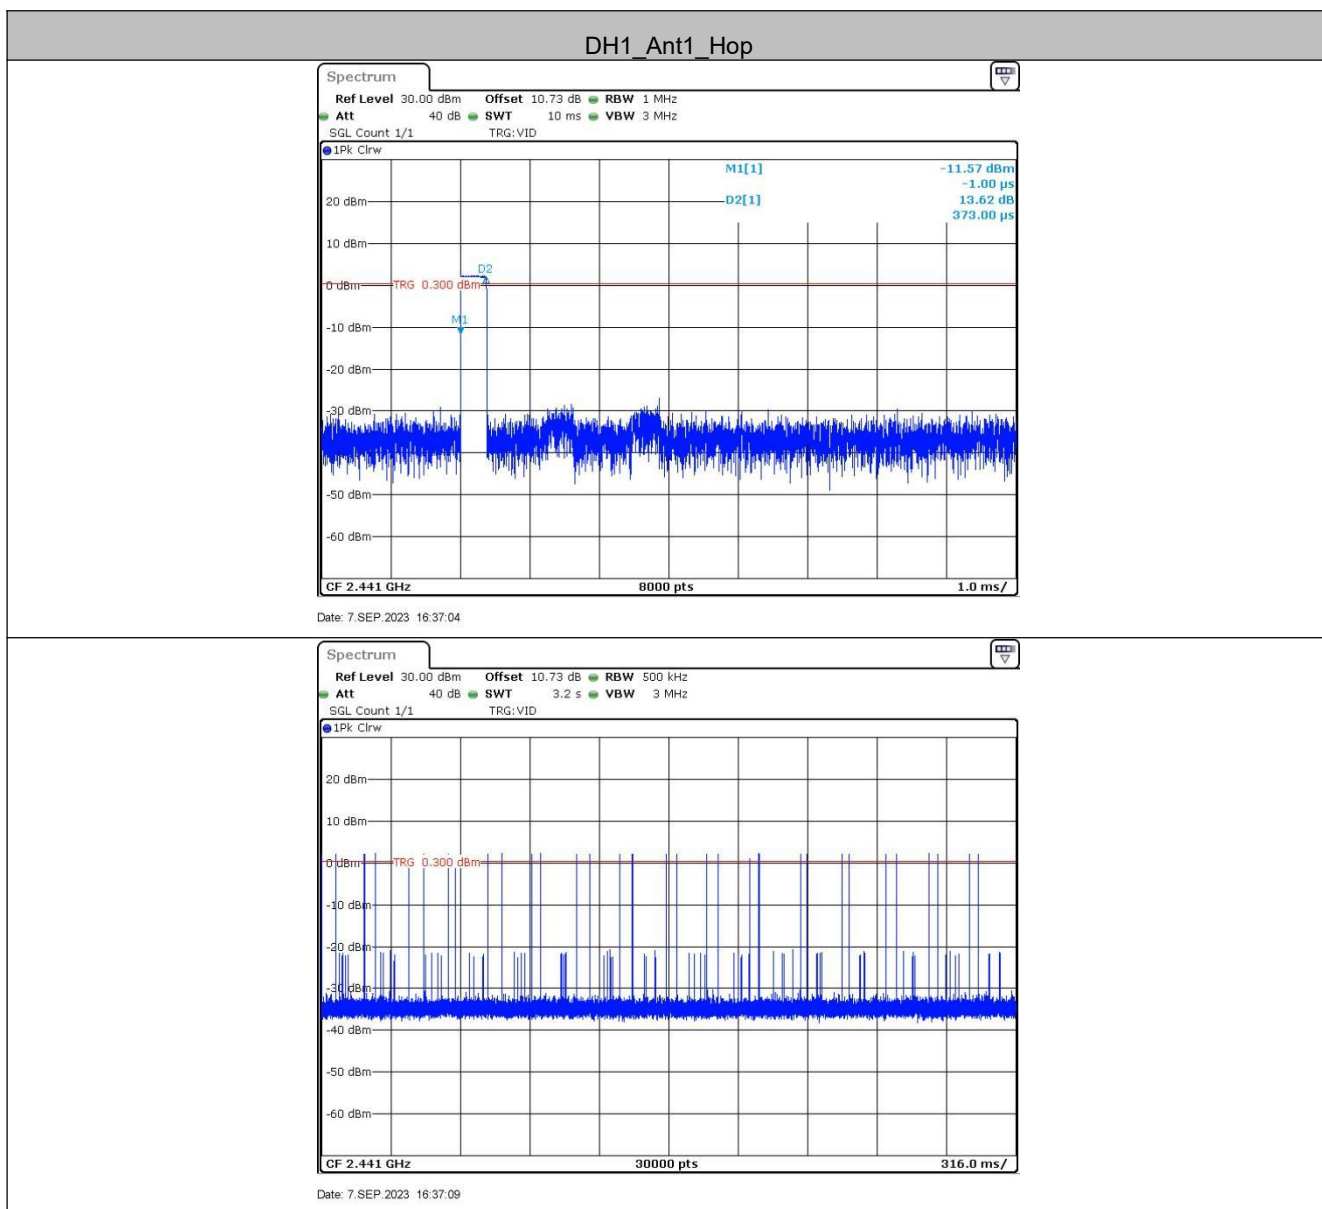 DH1_Ant1_Hop
Spectrum
Ref Level 30.00 dBm Offset 10.73 dB RBW 1 MHz
Att 40 dB SWT 10 ms VBW 3 MHz
SGL Count 1/1 TRG:VID
1Pk Clrw
M1[1] -11.57 dBm
-1.00 µs
D2[1] 13.62 dB
373.00 µs
20 dBm
10 dBm
D2
0 dBm TRG 0.300 dBm
M1
-10 dBm
-20 dBm
-30 dBm
-50 dBm
-60 dBm
CF 2.441 GHz 8000 pts 1.0 ms/
Date: 7.SEP.2023 16:37:04
Spectrum
Ref Level 30.00 dBm Offset 10.73 dB RBW 500 kHz
Att 40 dB SWT 3.2 s VBW 3 MHz
SGL Count 1/1 TRG:VID
1Pk Clrw
20 dBm
10 dBm
0 dBm TRG 0.300 dBm
-10 dBm
-20 dBm
-30 dBm
-40 dBm
-50 dBm
-60 dBm
CF 2.441 GHz 30000 pts 316.0 ms/
Date: 7.SEP.2023 16:37:09